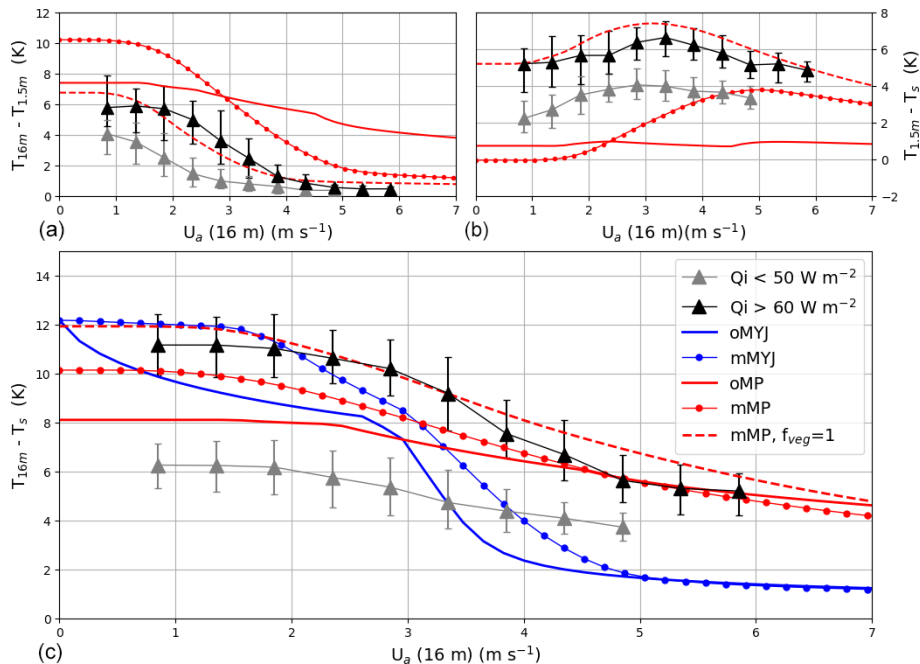 12
10
8
6
4
2
0
T16m - T1.5m (K)
0 1 2 3 4 5 6 7
(a)
Ua (16 m) (m s⁻¹)
8
6
4
2
0
−2
T1.5m - Ts (K)
0 1 2 3 4 5 6 7
(b)
Ua (16 m)(m s⁻¹)
14
12
10
8
6
4
2
0
T16m - Ts (K)
Qi < 50 W m⁻²
Qi > 60 W m⁻²
oMYJ
mMYJ
oMP
mMP
mMP, fveg=1
0 1 2 3 4 5 6 7
(c)
Ua (16 m) (m s⁻¹)